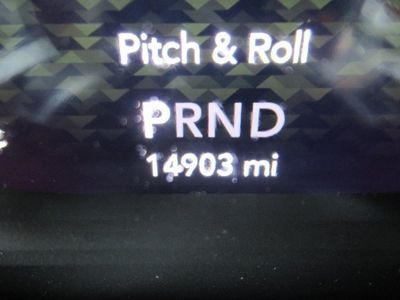 Pitch & Roll
PRND
14903 mi